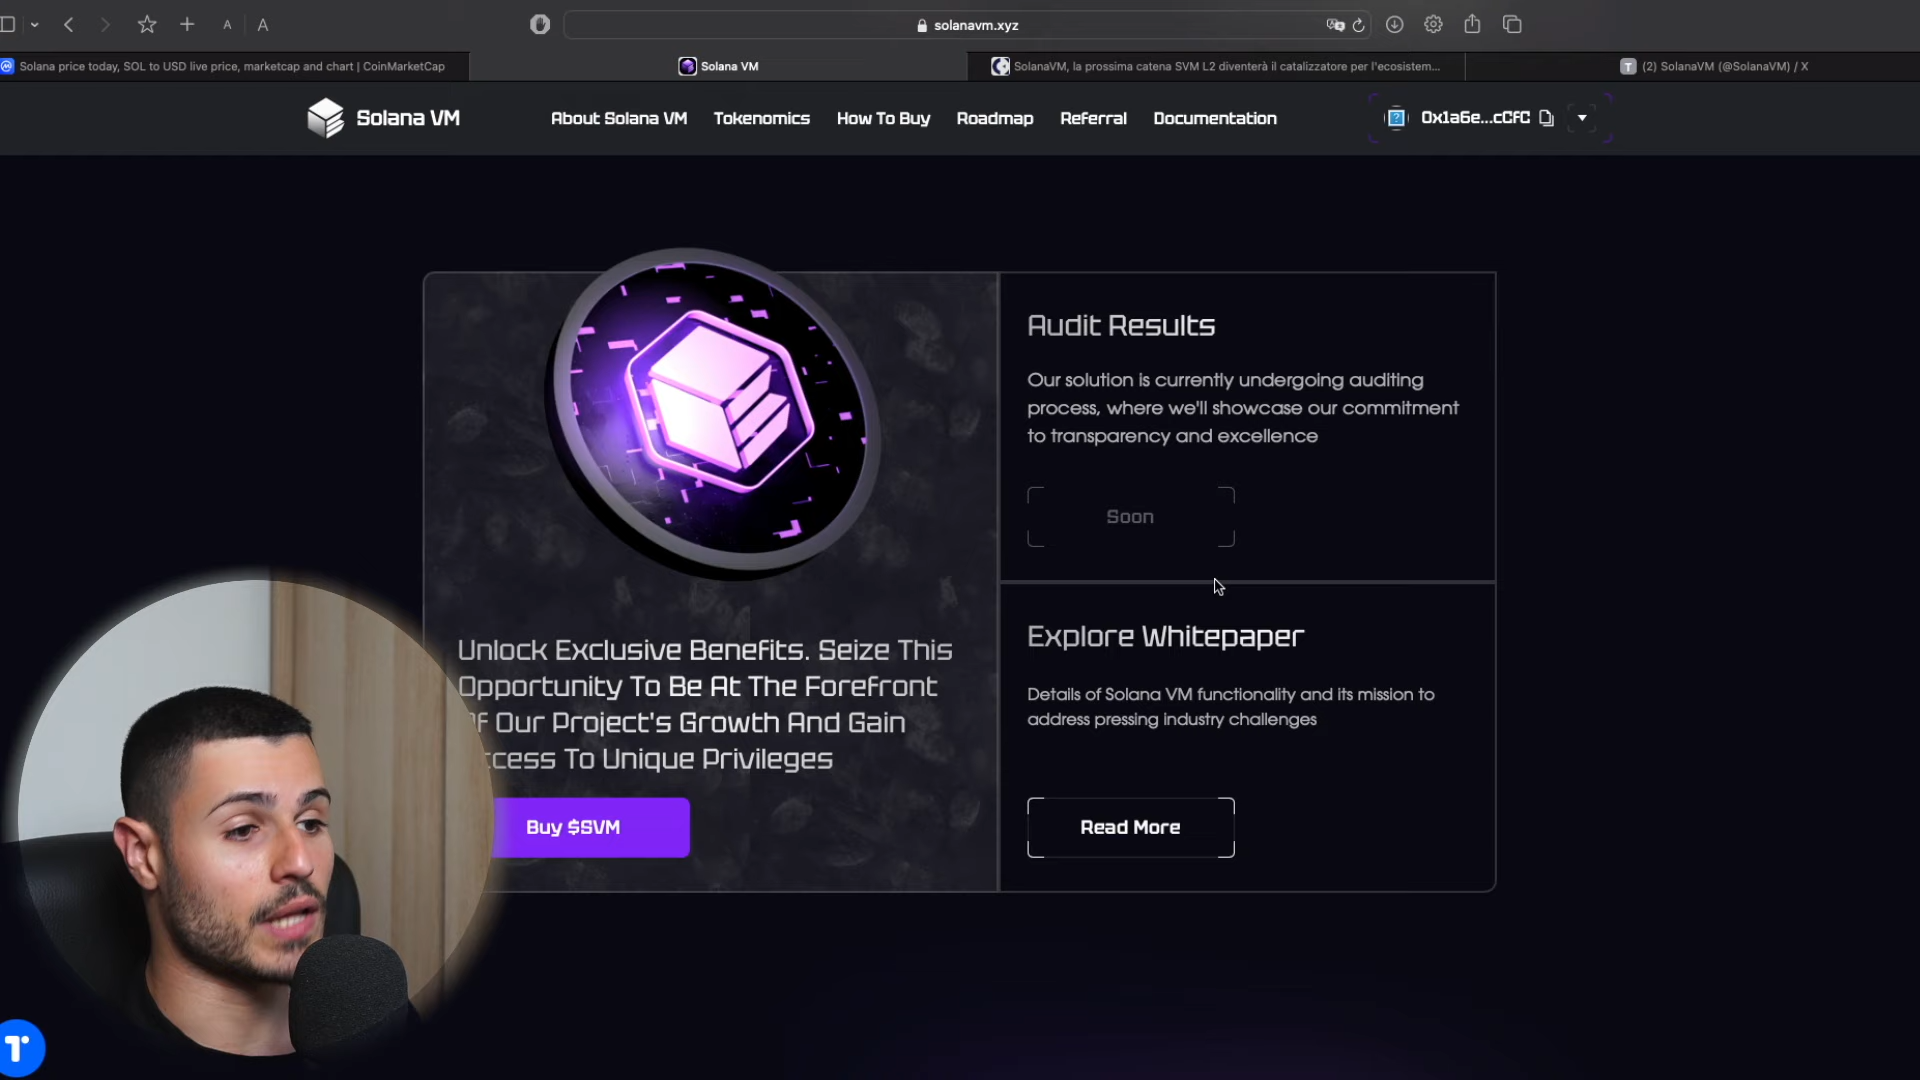 A A
solanavm.xyz
Solana price today, SOL to USD live price, marketcap and chart | CoinMarketCap
Solana VM
SolanaVM, la prossima catena SVM L2 diventerà il catalizzatore per l'ecosistem...
T (2) SolanaVM (@SolanaVM) / X
Solana VM
About Solana VM
Tokenomics
How To Buy
Roadmap
Referral
Documentation
0x1a6e...cCfC
Audit Results
Our solution is currently undergoing auditing
process, where we'll showcase our commitment
to transparency and excellence
Soon
Unlock Exclusive Benefits. Seize This
Opportunity To Be At The Forefront
Of Our Project's Growth And Gain
ccess To Unique Privileges
Buy $SVM
Explore Whitepaper
Details of Solana VM functionality and its mission to
address pressing industry challenges
Read More
T